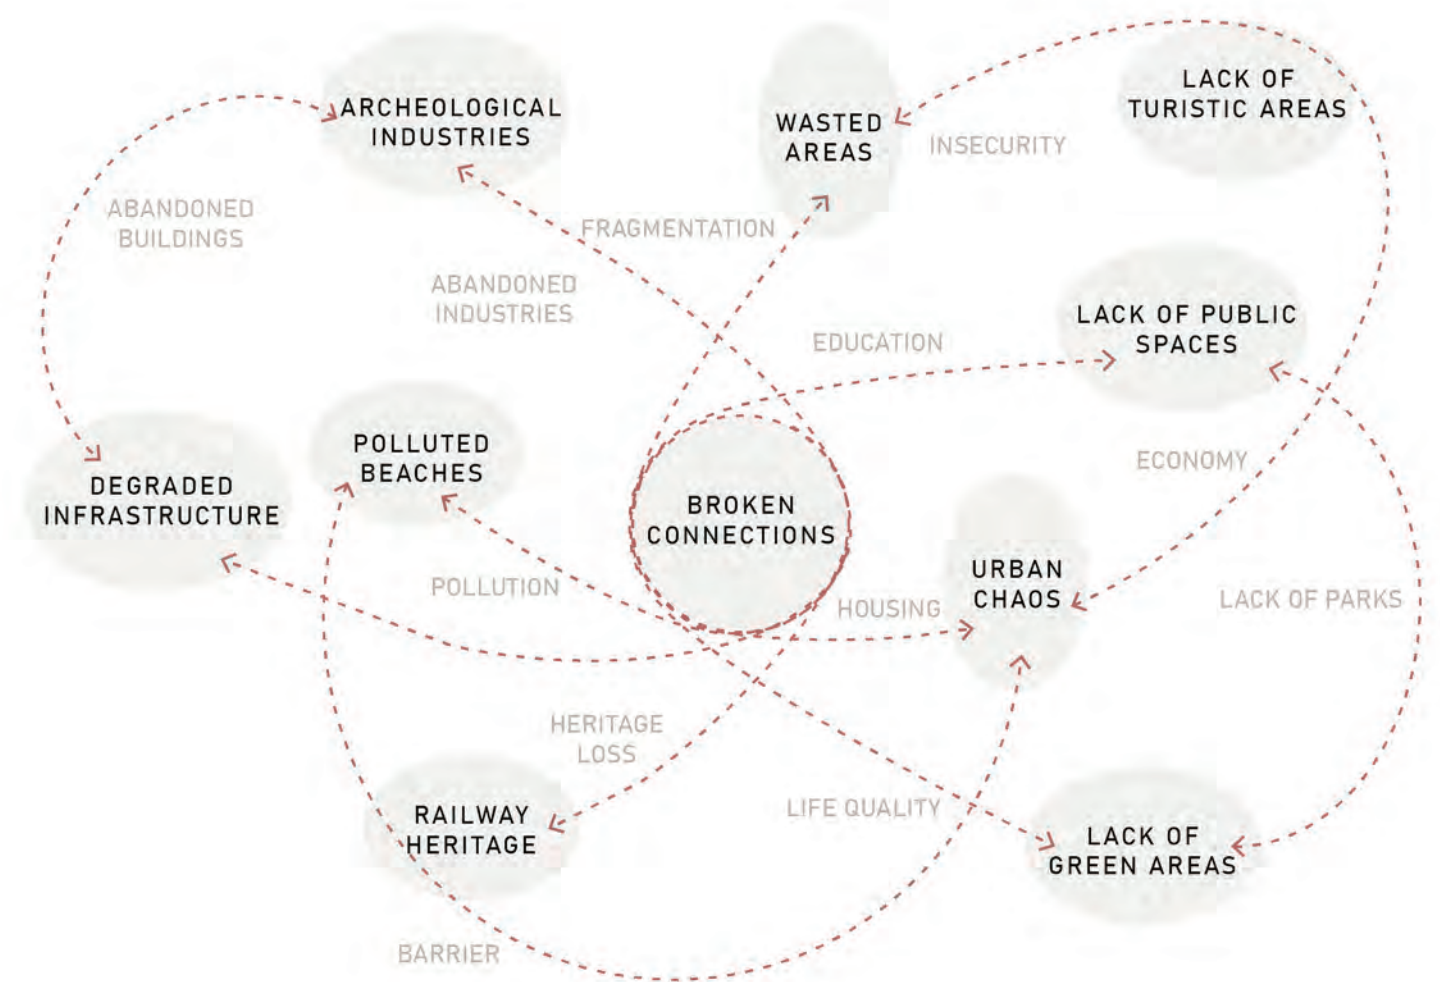 LACK OF
TURISTIC AREAS
ARCHEOLOGICAL
INDUSTRIES
WASTED
AREAS
INSECURITY
ABANDONED
BUILDINGS
FRAGMENTATION
ABANDONED
INDUSTRIES
LACK OF PUBLIC
SPACES
EDUCATION
POLLUTED
BEACHES
ECONOMY
DEGRADED
INFRASTRUCTURE
BROKEN
CONNECTIONS
URBAN
CHAOS
POLLUTION
HOUSING
LACK OF PARKS
HERITAGE
LOSS
RAILWAY
HERITAGE
LIFE QUALITY
LACK OF
GREEN AREAS
BARRIER